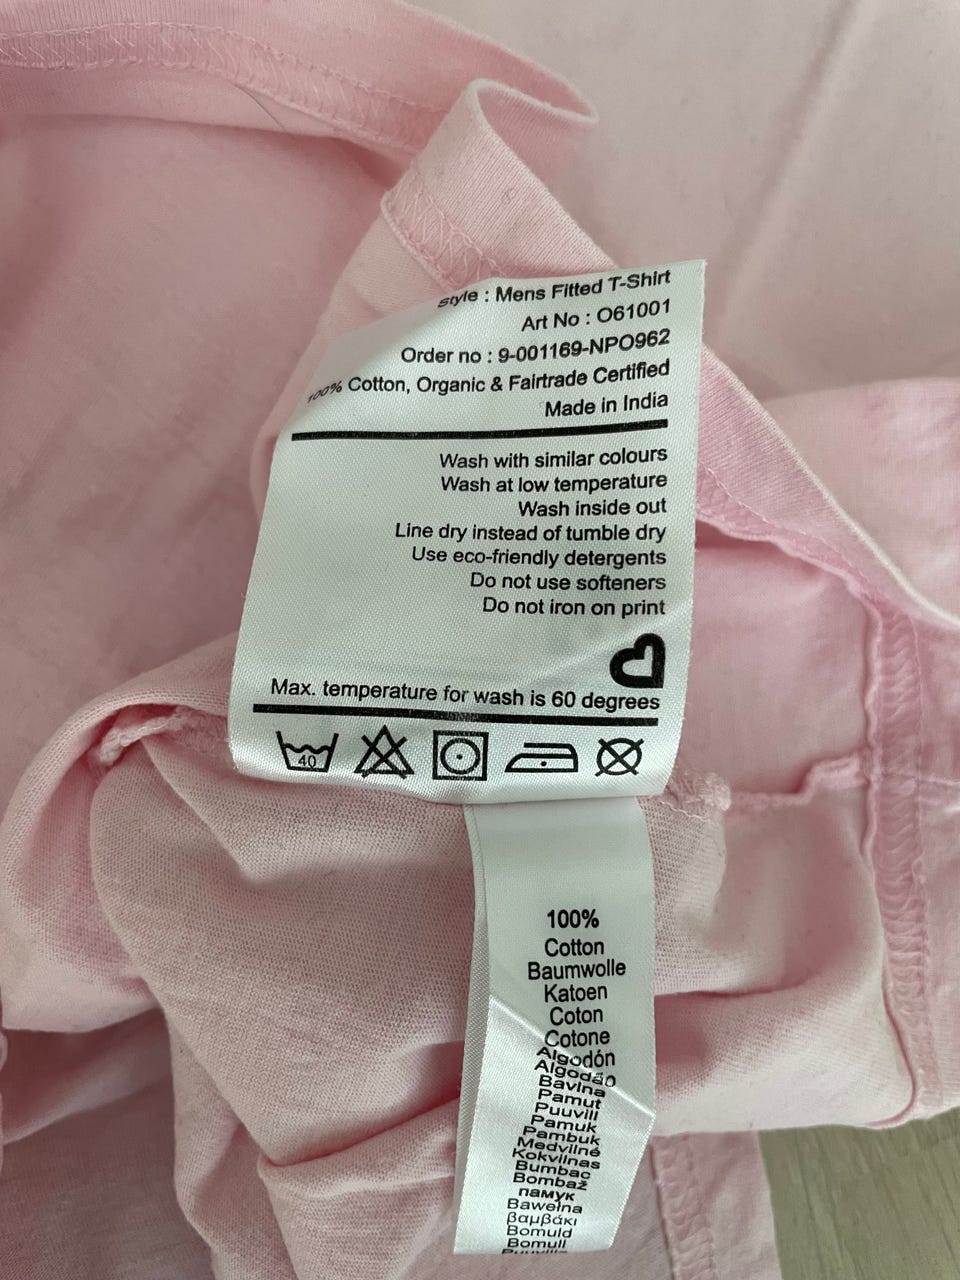 Style : Mens Fitted T-Shirt
Art No : O61001
Order no : 9-001169-NPO962
100% Cotton, Organic & Fairtrade Certified
Made in India
Wash with similar colours
Wash at low temperature
Wash inside out
Line dry instead of tumble dry
Use eco-friendly detergents
Do not use softeners
Do not iron on print
Max. temperature for wash is 60 degrees
40
100%
Cotton
Baumwolle
Katoen
Coton
Cotone
Algodón
Algodão
Bavlna
Pamut
Puuvill
Pamuk
Pambuk
Medvilnė
Kokvilnas
Bumbac
Bombaž
памук
Bawełna
βαμβάκι
Bomuld
Bomull